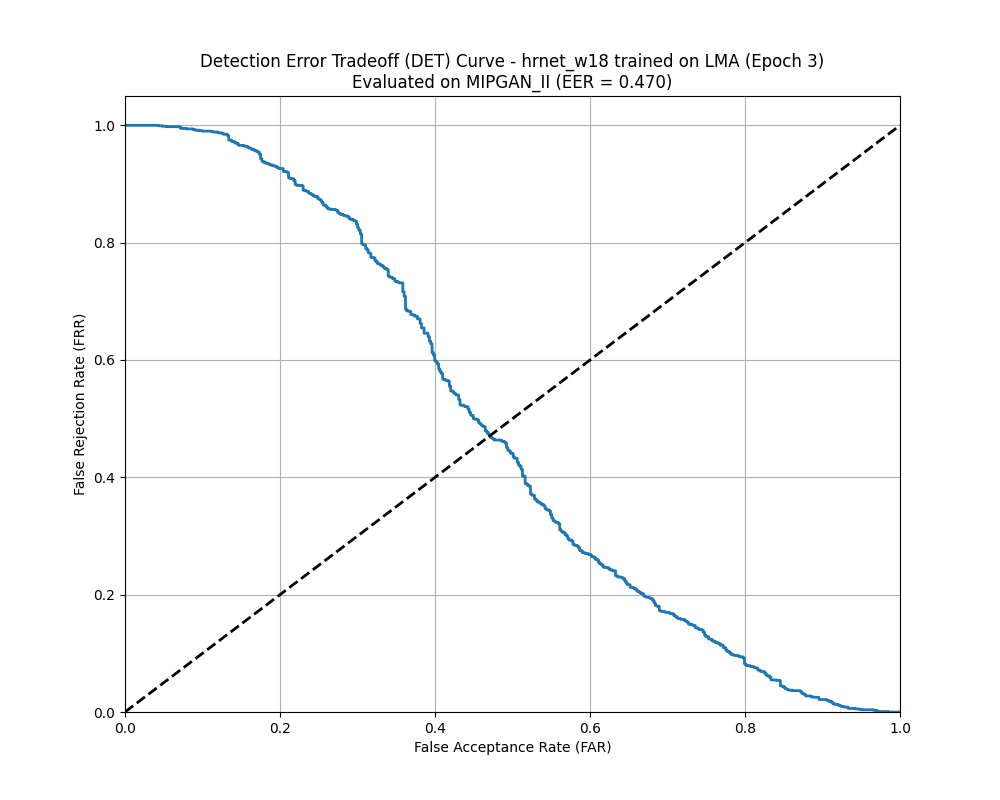 Detection Error Tradeoff (DET) Curve - hrnet_w18 trained on LMA (Epoch 3)
Evaluated on MIPGAN_II (EER = 0.470)
1.0
0.8
0.6
0.4
0.2
0.0
False Rejection Rate (FRR)
0.0 0.2 0.4 0.6 0.8 1.0
False Acceptance Rate (FAR)